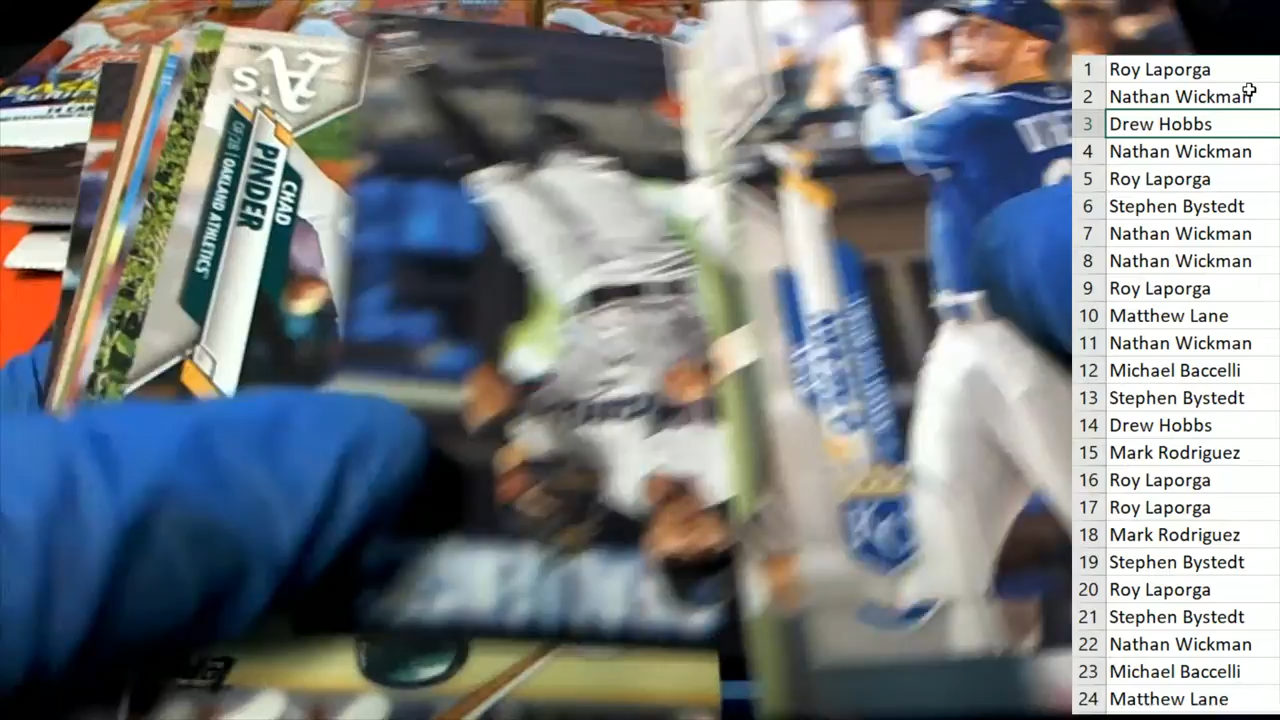 A's
CHAD
PINDER
CF/2B | OAKLAND ATHLETICS
KC
1 Roy Laporga
2 Nathan Wickman
3 Drew Hobbs
4 Nathan Wickman
5 Roy Laporga
6 Stephen Bystedt
7 Nathan Wickman
8 Nathan Wickman
9 Roy Laporga
10 Matthew Lane
11 Nathan Wickman
12 Michael Baccelli
13 Stephen Bystedt
14 Drew Hobbs
15 Mark Rodriguez
16 Roy Laporga
17 Roy Laporga
18 Mark Rodriguez
19 Stephen Bystedt
20 Roy Laporga
21 Stephen Bystedt
22 Nathan Wickman
23 Michael Baccelli
24 Matthew Lane